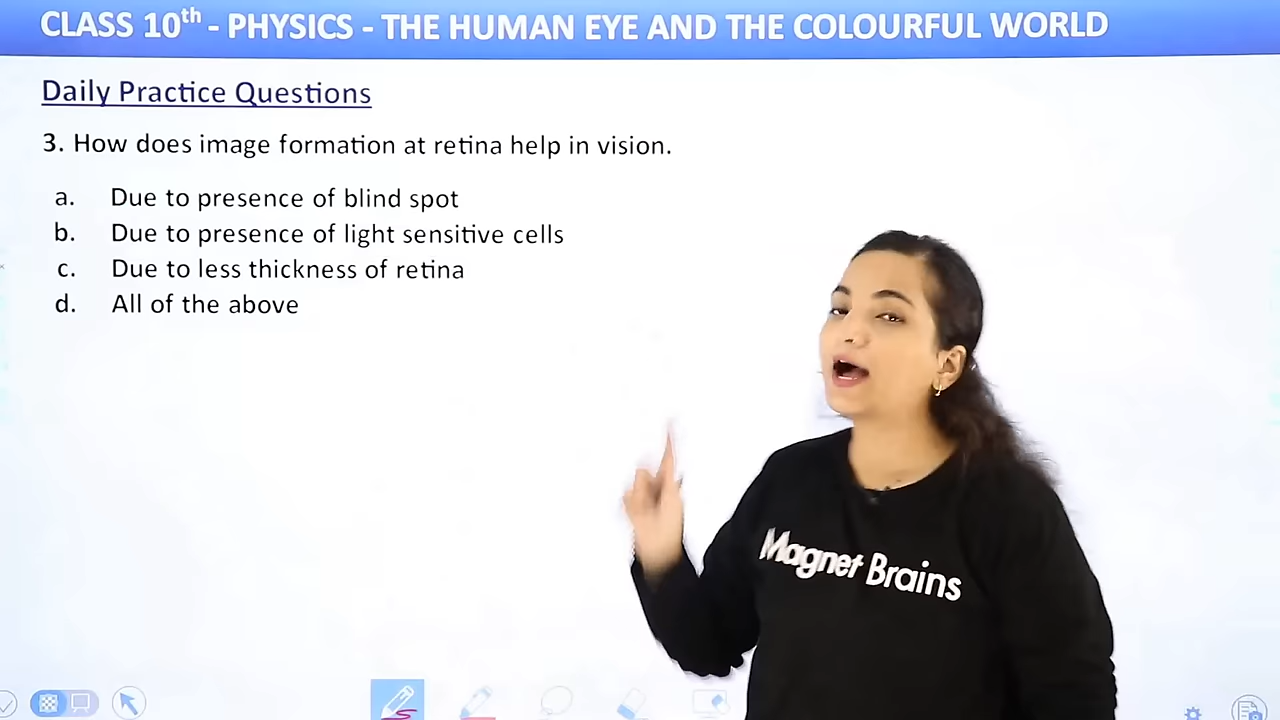 CLASS 10th - PHYSICS - THE HUMAN EYE AND THE COLOURFUL WORLD
Daily Practice Questions
3. How does image formation at retina help in vision.
a. Due to presence of blind spot
b. Due to presence of light sensitive cells
c. Due to less thickness of retina
d. All of the above
Magnet Brains